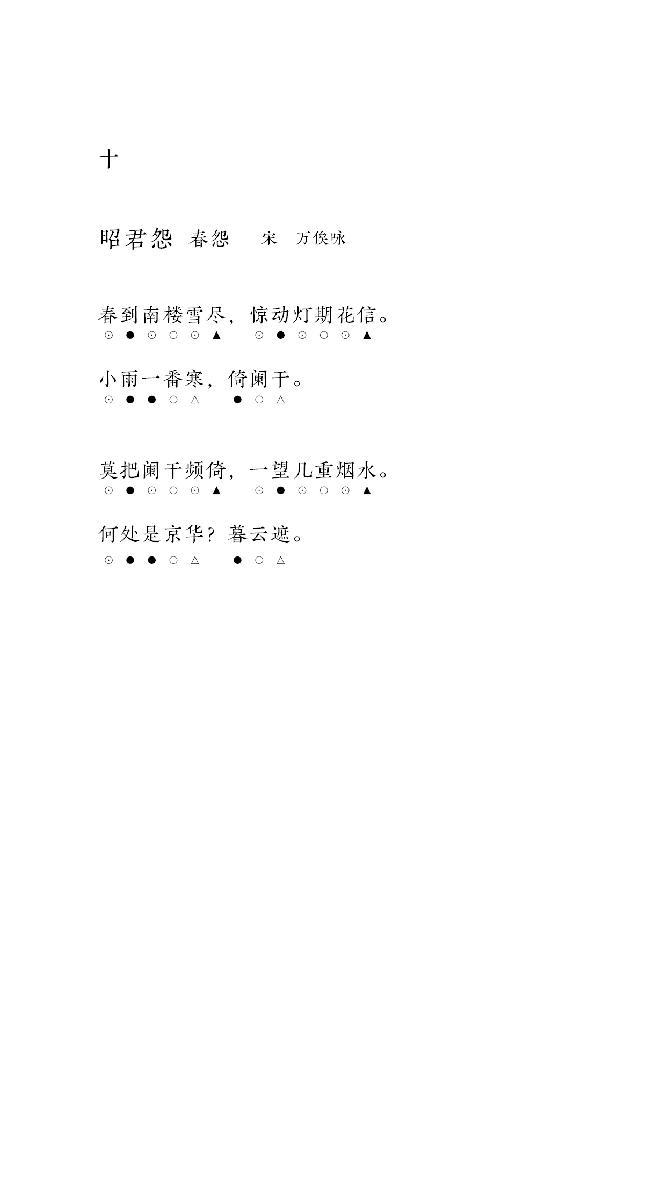 十
昭君怨 春怨 宋 万俟咏
春到南楼雪尽，惊动灯期花信。
⊙●⊙○⊙▲ ⊙●⊙○⊙▲
小雨一番寒，倚阑干。
⊙●●○△ ●○△
莫把阑干频倚，一望几重烟水。
⊙●⊙○⊙▲ ⊙●⊙○⊙▲
何处是京华？暮云遮。
⊙●●○△ ●○△